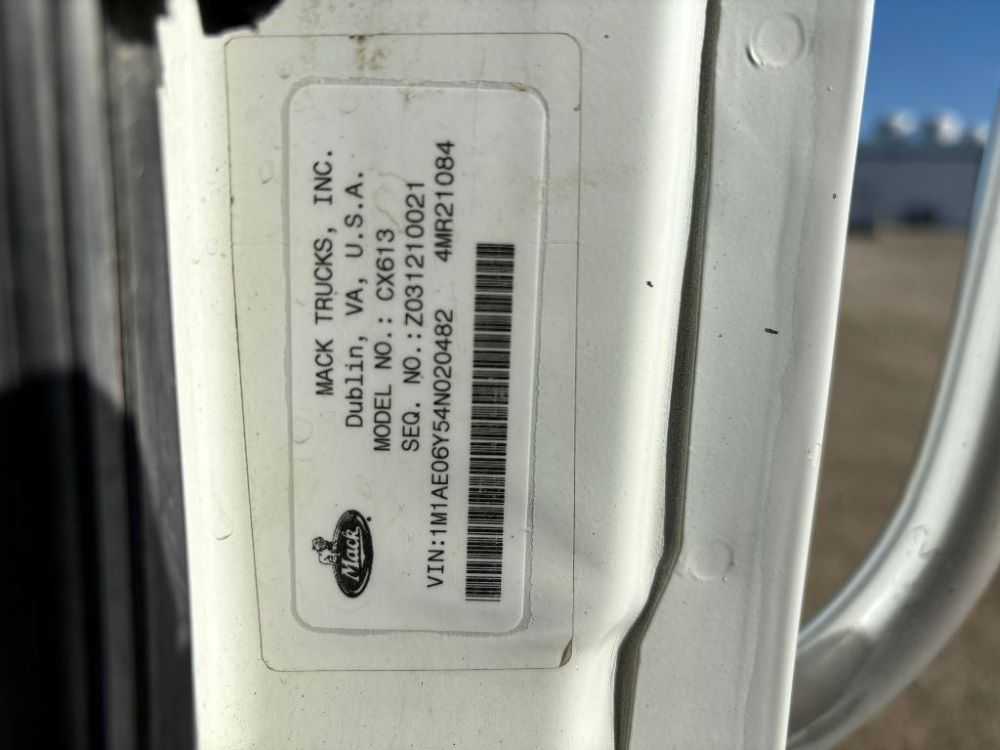 MACK TRUCKS, INC.
Dublin, VA, U.S.A.
MODEL NO.: CX613
SEQ. NO.:Z031210021
VIN:1M1AE06Y54N020482 4MR21084
Mack